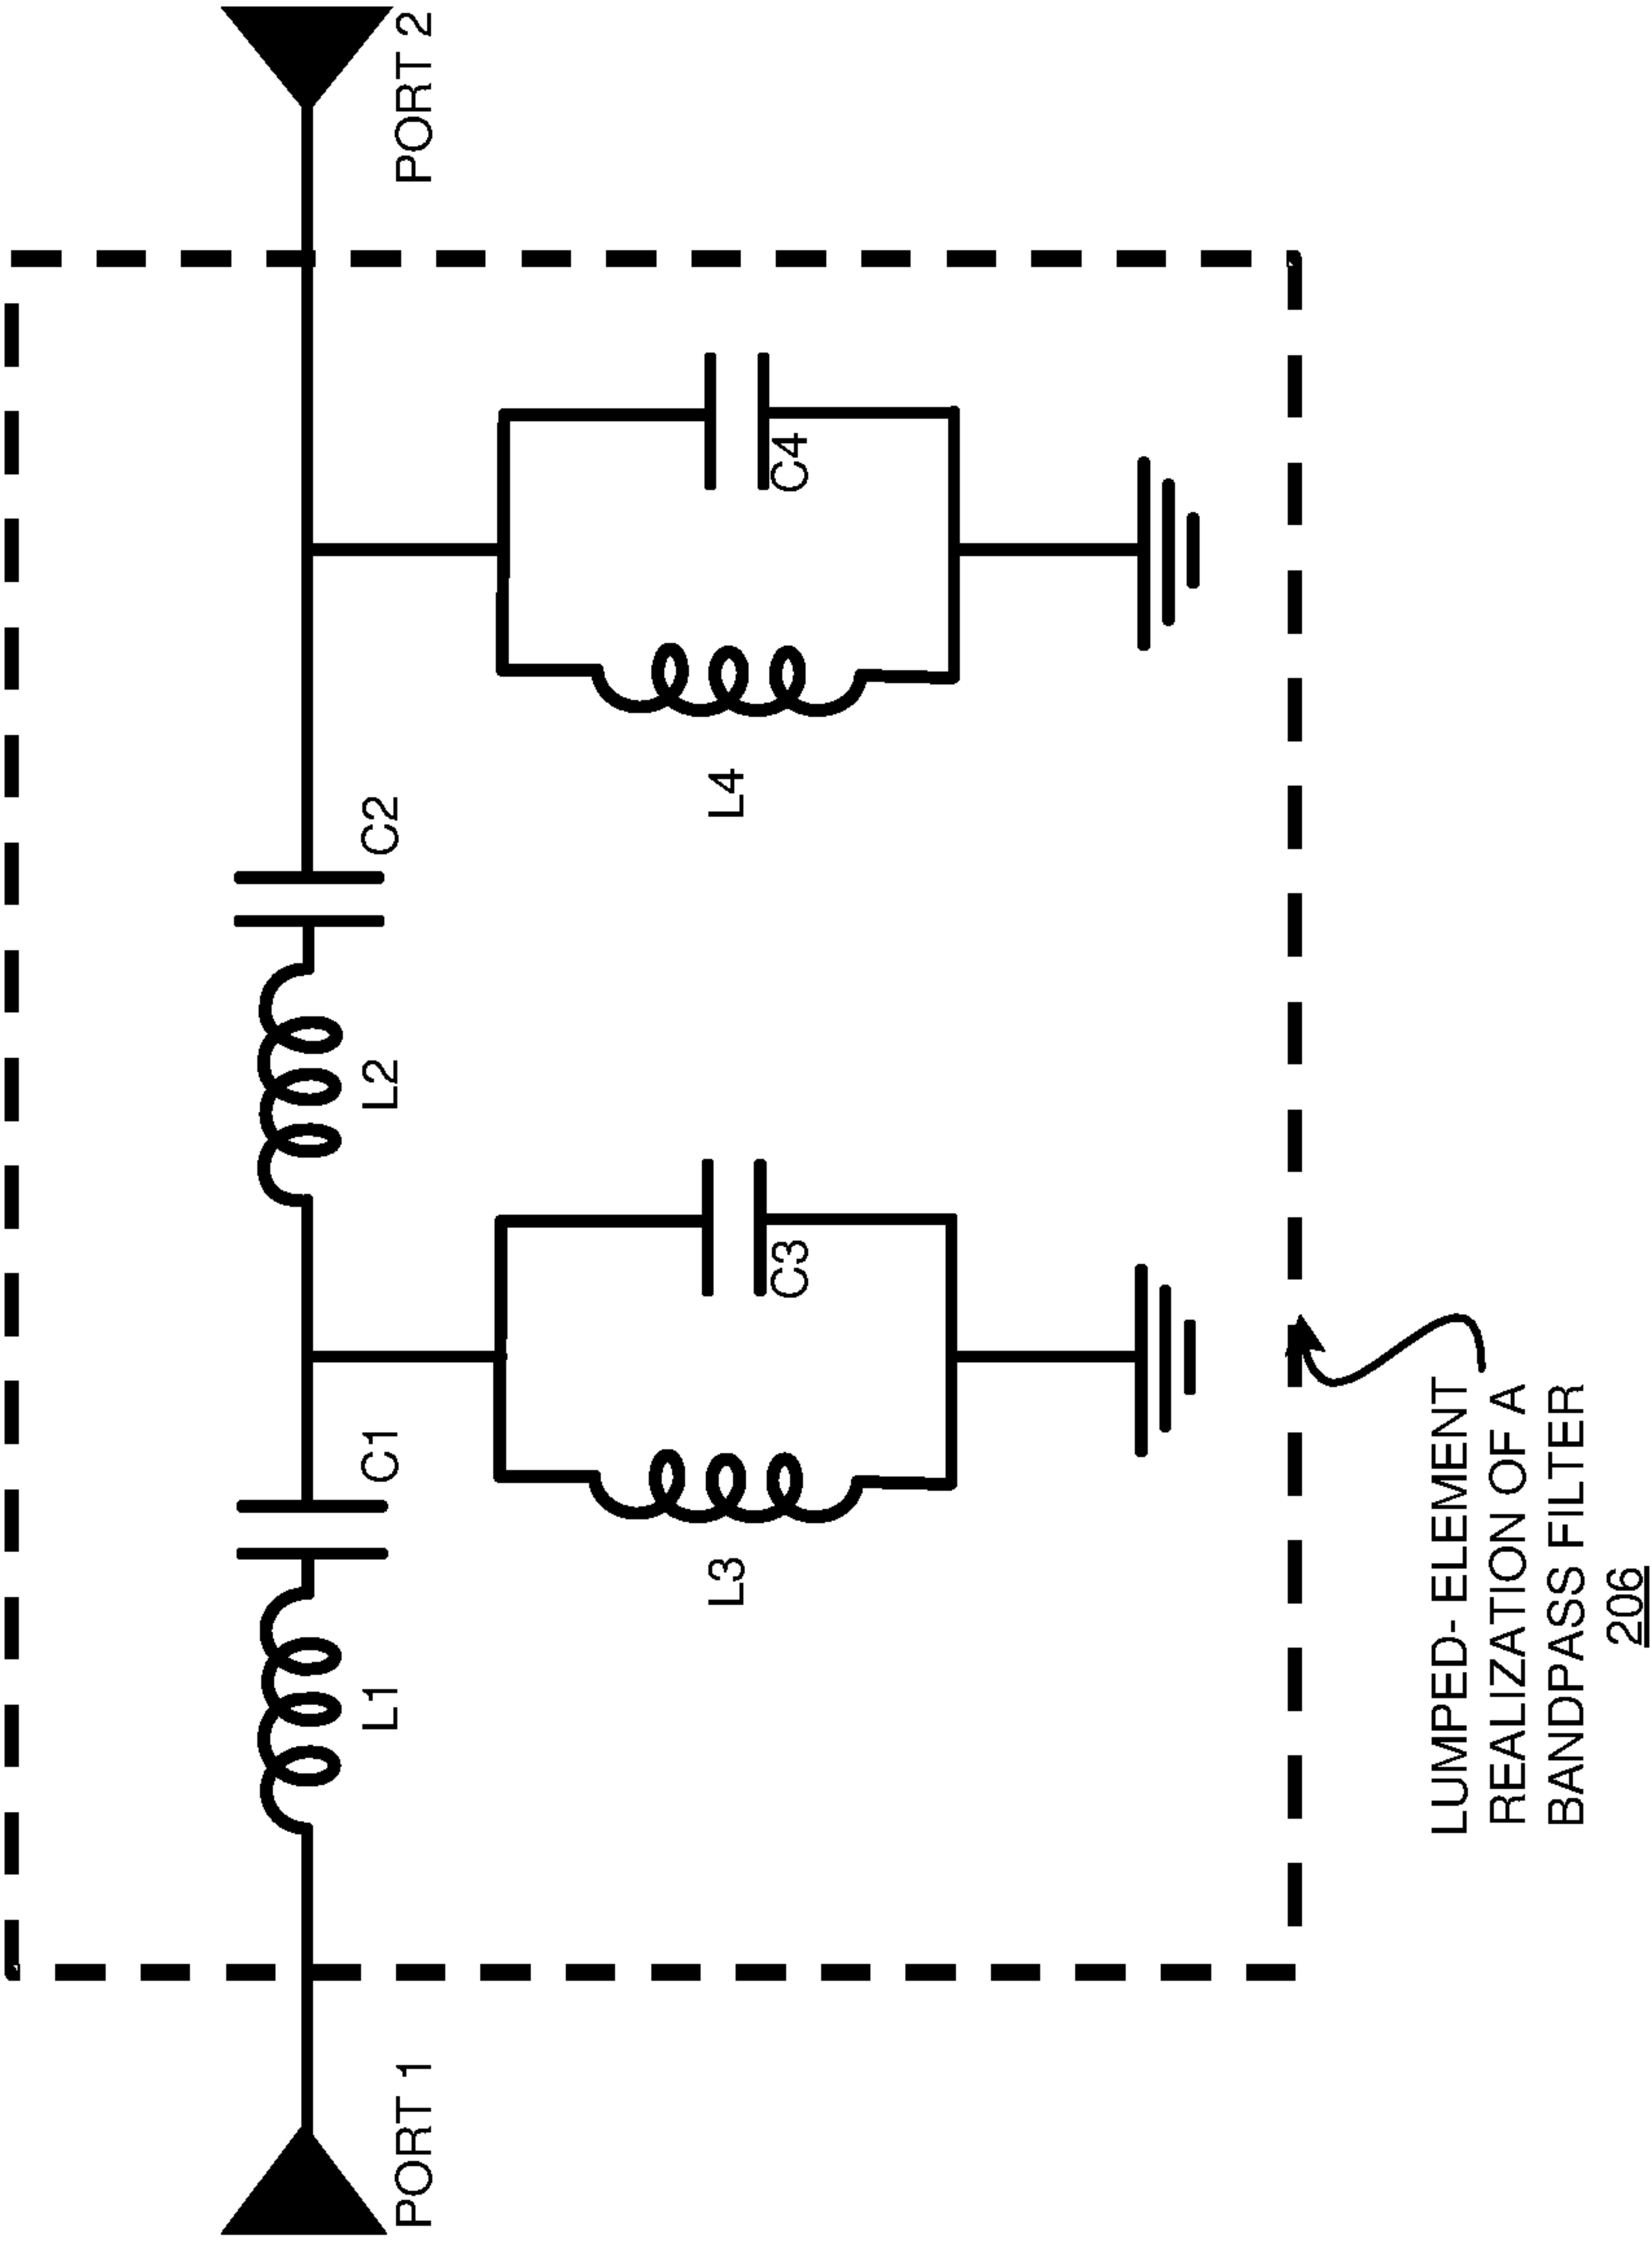 PORT 1
L1
C1
L2
C2
PORT 2
L3
C3
L4
C4
LUMPED- ELEMENT
REALIZATION OF A
BANDPASS FILTER
206